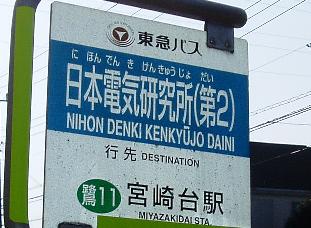 東急バス
に ほん でん き げんきゅうじょ だい
日本電気研究所(第2)
NIHON DENKI KENKYŪJO DAINI
行先 DESTINATION
鷺11 宮崎台駅
MIYAZAKIDAI STA.